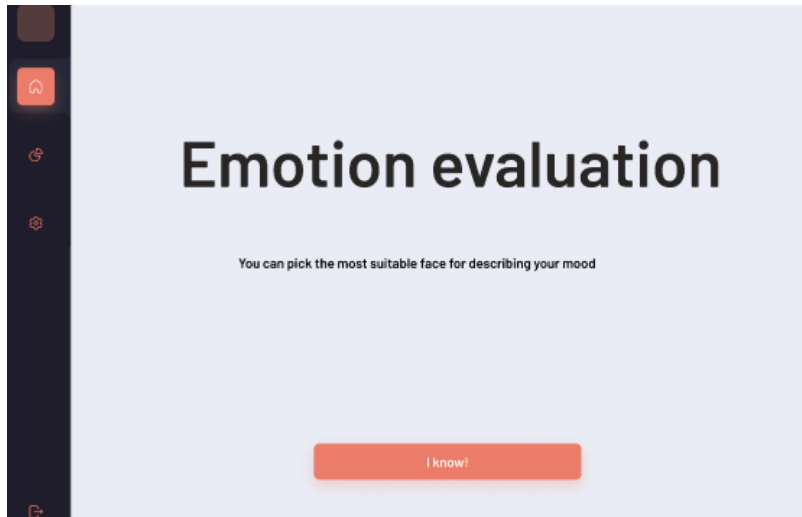 Emotion evaluation
You can pick the most suitable face for describing your mood
I know!